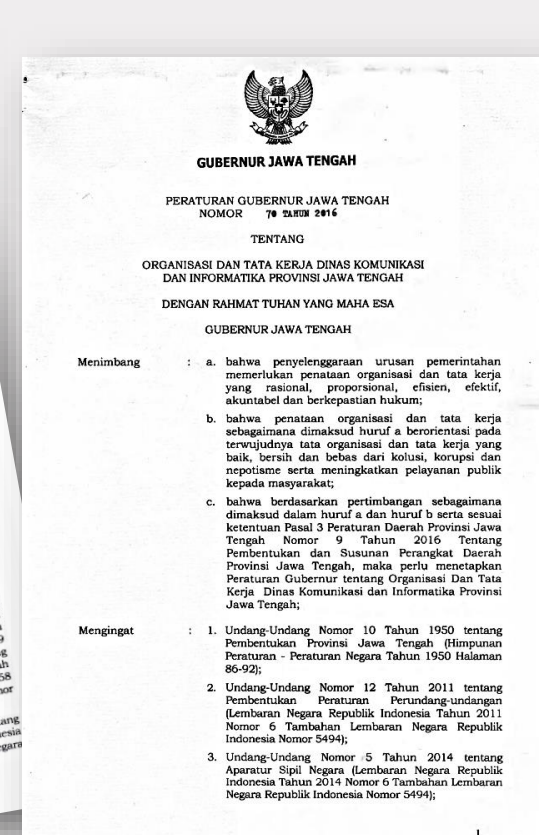 GUBERNUR JAWA TENGAH
PERATURAN GUBERNUR JAWA TENGAH
NOMOR 70 TAHUN 2016
TENTANG
ORGANISASI DAN TATA KERJA DINAS KOMUNIKASI
DAN INFORMATIKA PROVINSI JAWA TENGAH
DENGAN RAHMAT TUHAN YANG MAHA ESA
GUBERNUR JAWA TENGAH
Menimbang : a. bahwa penyelenggaraan urusan pemerintahan
memerlukan penataan organisasi dan tata kerja
yang rasional, proporsional, efisien, efektif,
akuntabel dan berkepastian hukum;
b. bahwa penataan organisasi dan tata kerja
sebagaimana dimaksud huruf a berorientasi pada
terwujudnya tata organisasi dan tata kerja yang
baik, bersih dan bebas dari kolusi, korupsi dan
nepotisme serta meningkatkan pelayanan publik
kepada masyarakat;
c. bahwa berdasarkan pertimbangan sebagaimana
dimaksud dalam huruf a dan huruf b serta sesuai
ketentuan Pasal 3 Peraturan Daerah Provinsi Jawa
Tengah Nomor 9 Tahun 2016 Tentang
Pembentukan dan Susunan Perangkat Daerah
Provinsi Jawa Tengah, maka perlu menetapkan
Peraturan Gubernur tentang Organisasi Dan Tata
Kerja Dinas Komunikasi dan Informatika Provinsi
Jawa Tengah;
Mengingat : 1. Undang-Undang Nomor 10 Tahun 1950 tentang
Pembentukan Provinsi Jawa Tengah (Himpunan
Peraturan - Peraturan Negara Tahun 1950 Halaman
86-92);
2. Undang-Undang Nomor 12 Tahun 2011 tentang
Pembentukan Peraturan Perundang-undangan
(Lembaran Negara Republik Indonesia Tahun 2011
Nomor 6 Tambahan Lembaran Negara Republik
Indonesia Nomor 5494);
3. Undang-Undang Nomor 5 Tahun 2014 tentang
Aparatur Sipil Negara (Lembaran Negara Republik
Indonesia Tahun 2014 Nomor 6 Tambahan Lembaran
Negara Republik Indonesia Nomor 5494);